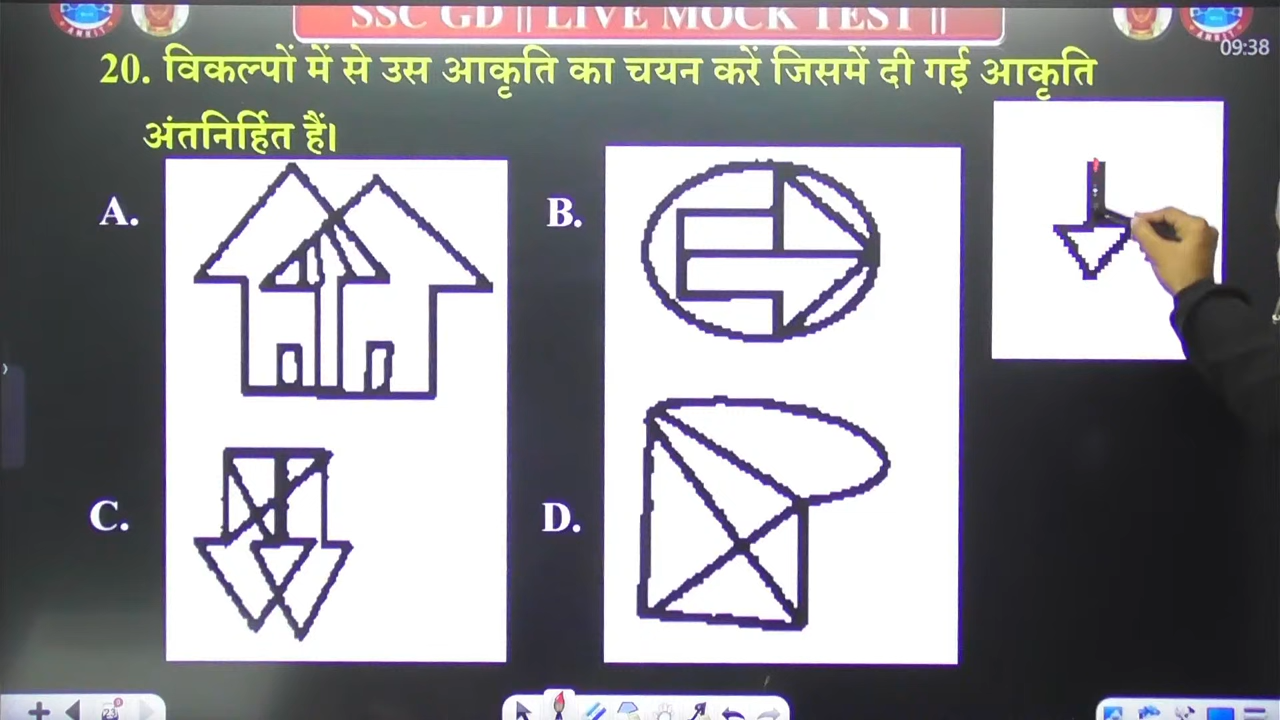 SSC GD || LIVE MOCK TEST ||
09:38
20. विकल्पों में से उस आकृति का चयन करें जिसमें दी गई आकृति
अंतनिर्हित हैं।
A.
B.
C.
D.